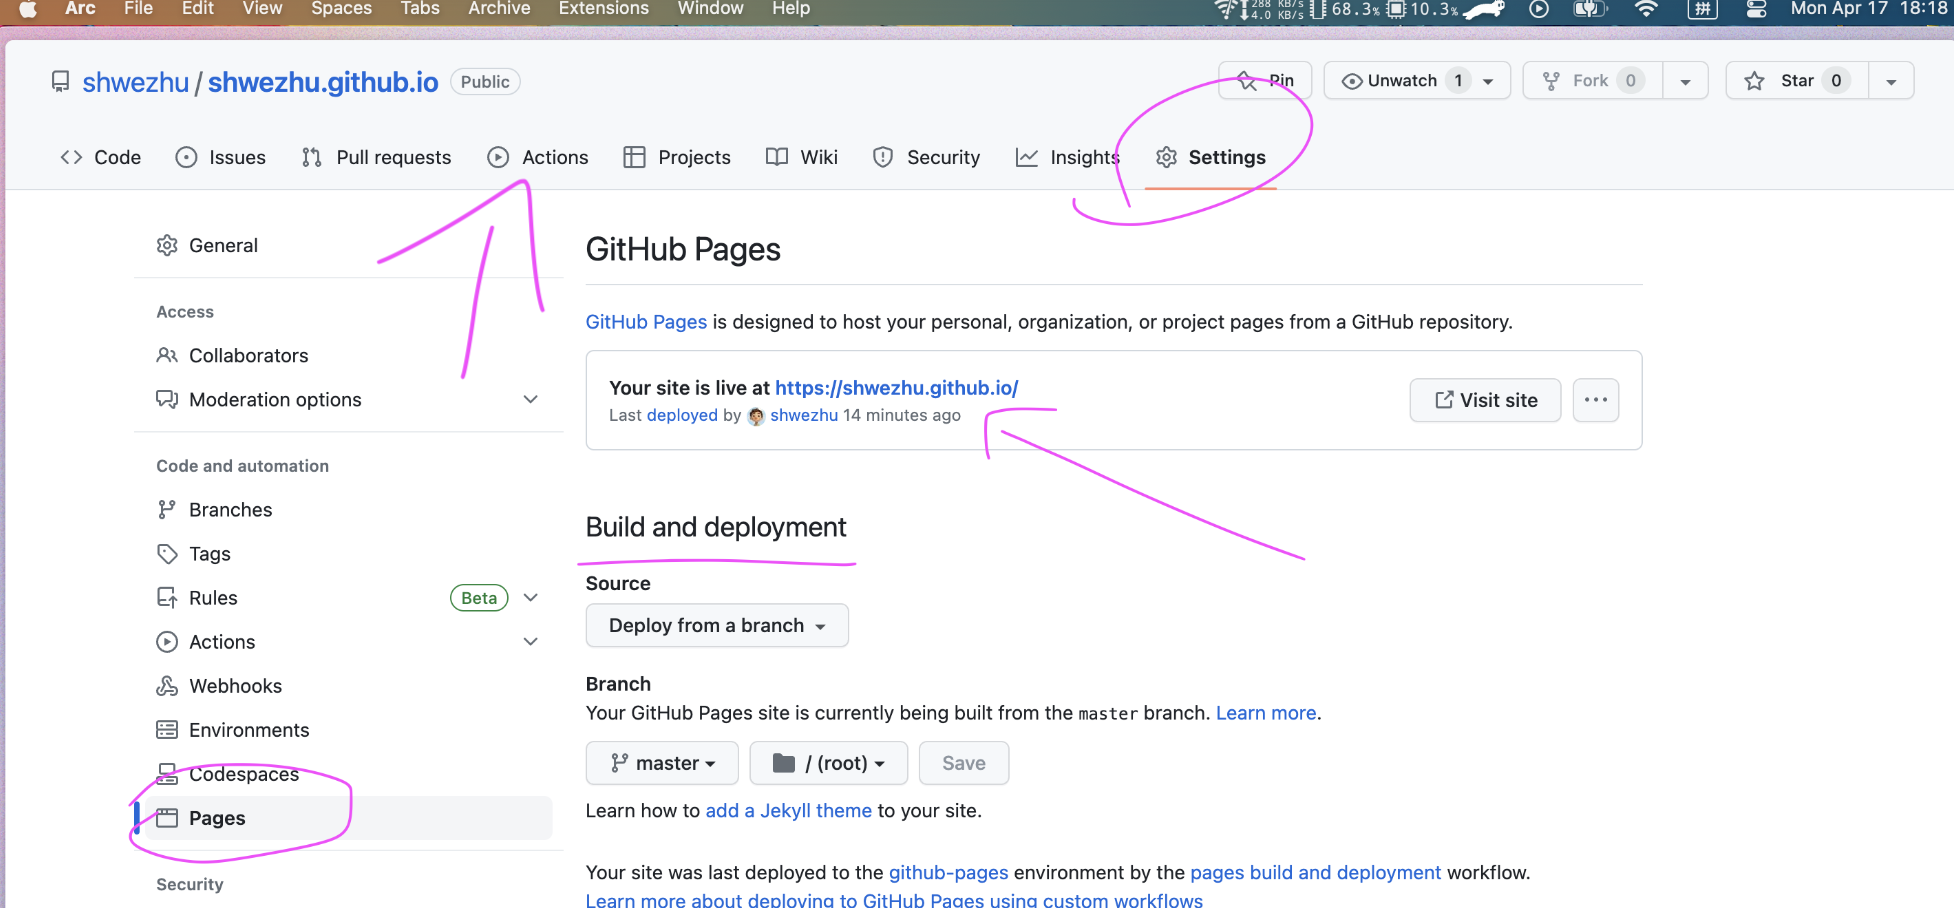 Arc File Edit View Spaces Tabs Archive Extensions Window Help 288 KB/s 4.0 KB/s 68.3% 10.3% 拼 Mon Apr 17 18:18
shwezhu / shwezhu.github.io Public Pin Unwatch 1 Fork 0 Star 0
Code Issues Pull requests Actions Projects Wiki Security Insights Settings
General
Access
Collaborators
Moderation options
Code and automation
Branches
Tags
Rules Beta
Actions
Webhooks
Environments
Codespaces
Pages
Security
GitHub Pages
GitHub Pages is designed to host your personal, organization, or project pages from a GitHub repository.
Your site is live at https://shwezhu.github.io/
Last deployed by shwezhu 14 minutes ago
Visit site
Build and deployment
Source
Deploy from a branch
Branch
Your GitHub Pages site is currently being built from the master branch. Learn more.
master / (root) Save
Learn how to add a Jekyll theme to your site.
Your site was last deployed to the github-pages environment by the pages build and deployment workflow.
Learn more about deploying to GitHub Pages using custom workflows